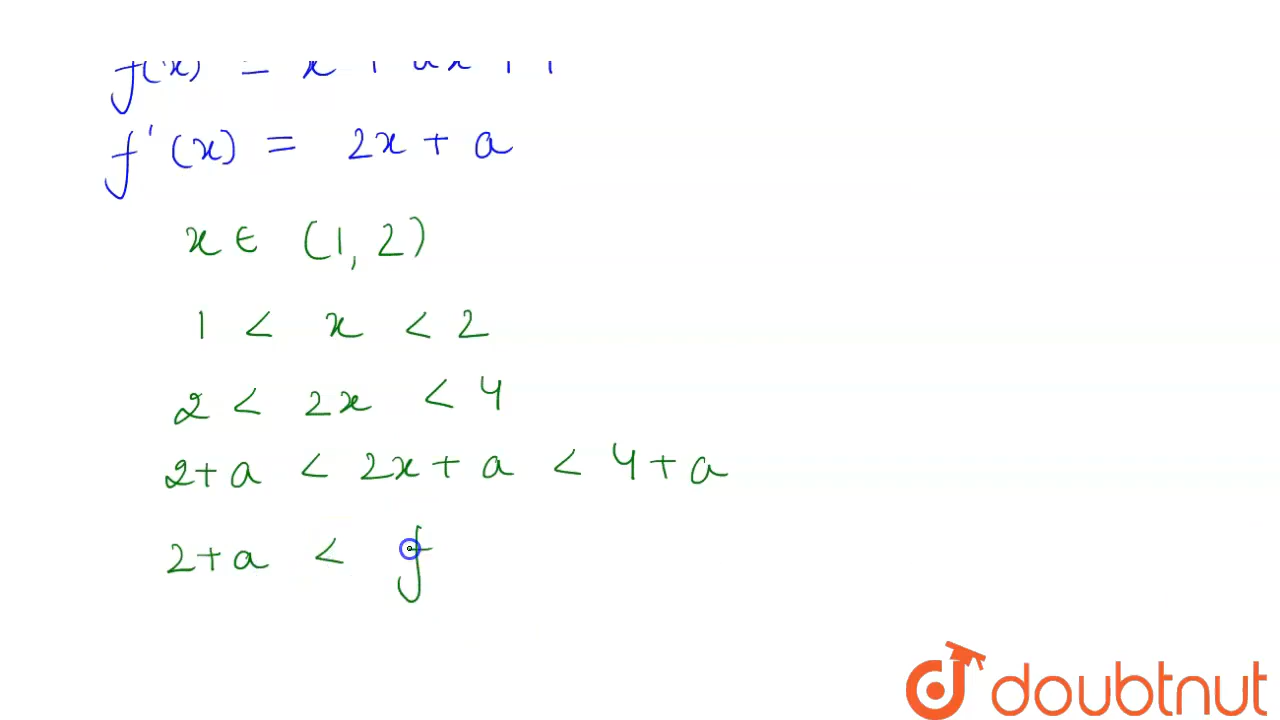 f'(x) = 2x + a
x ∈ (1, 2)
1 < x < 2
2 < 2x < 4
2 + a < 2x + a < 4 + a
2 + a < f
doubtnut